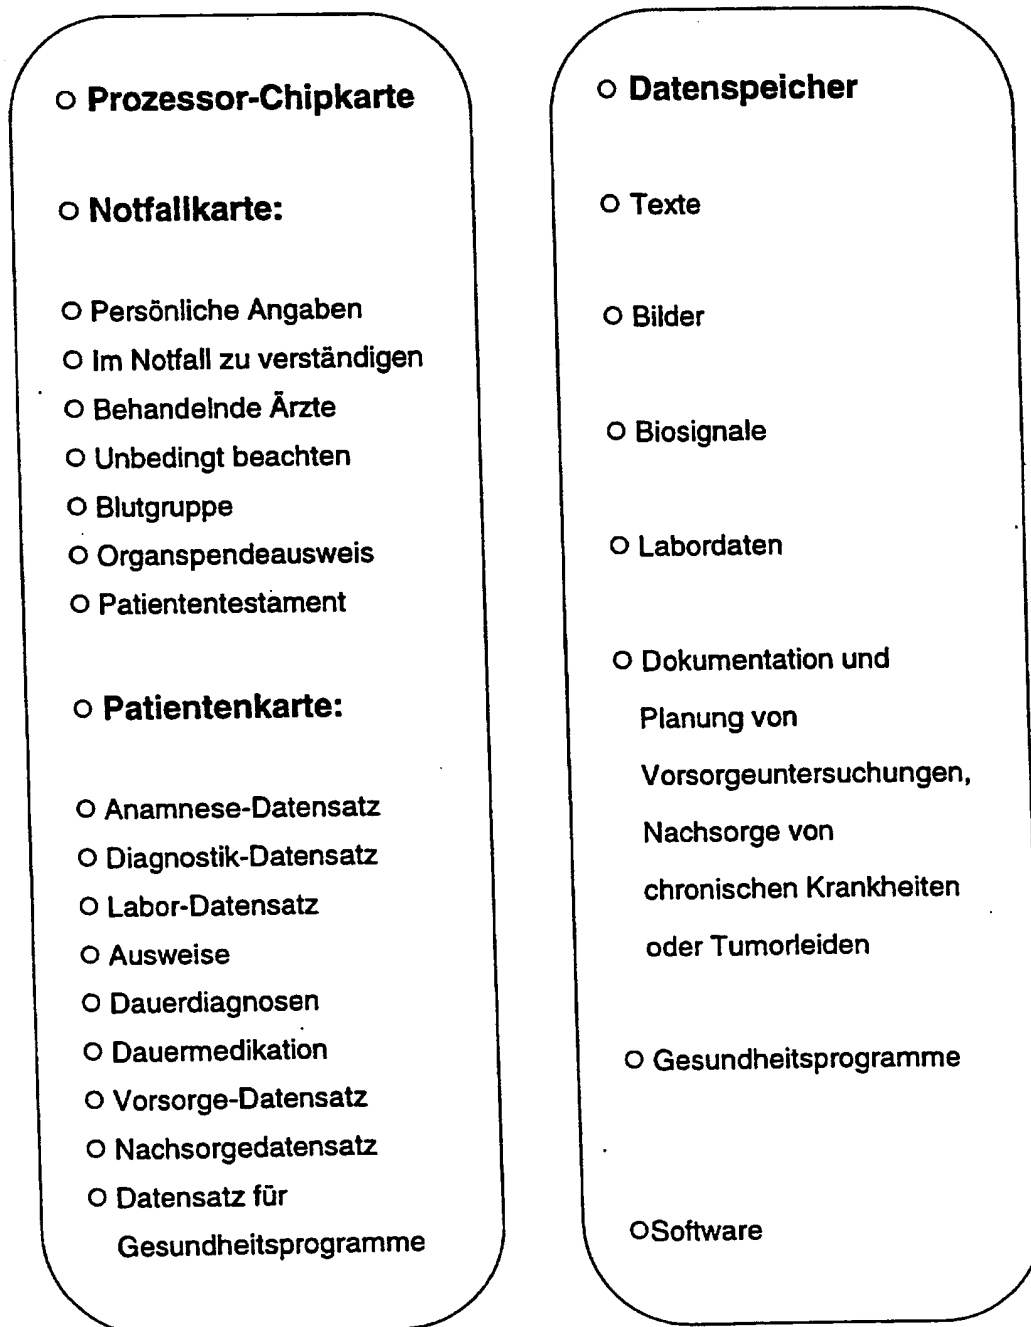 ○ Prozessor-Chipkarte
○ Notfallkarte:
○ Persönliche Angaben
○ Im Notfall zu verständigen
○ Behandelnde Ärzte
○ Unbedingt beachten
○ Blutgruppe
○ Organspendeausweis
○ Patiententestament
○ Patientenkarte:
○ Anamnese-Datensatz
○ Diagnostik-Datensatz
○ Labor-Datensatz
○ Ausweise
○ Dauerdiagnosen
○ Dauermedikation
○ Vorsorge-Datensatz
○ Nachsorgedatensatz
○ Datensatz für
Gesundheitsprogramme
○ Datenspeicher
○ Texte
○ Bilder
○ Biosignale
○ Labordaten
○ Dokumentation und
Planung von
Vorsorgeuntersuchungen,
Nachsorge von
chronischen Krankheiten
oder Tumorleiden
○ Gesundheitsprogramme
○Software